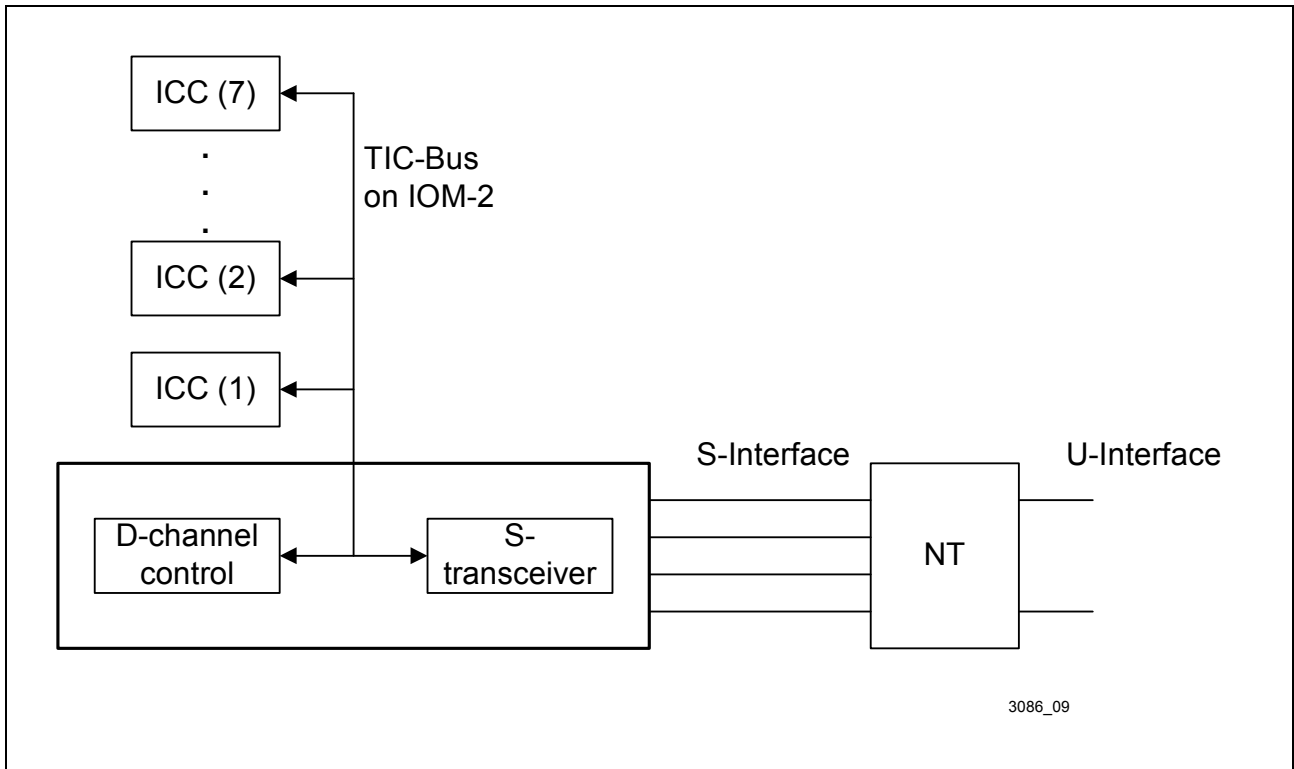 ICC (7)
.
.
.
TIC-Bus
on IOM-2
ICC (2)
ICC (1)
S-Interface
U-Interface
D-channel
control
S-
transceiver
NT
3086_09